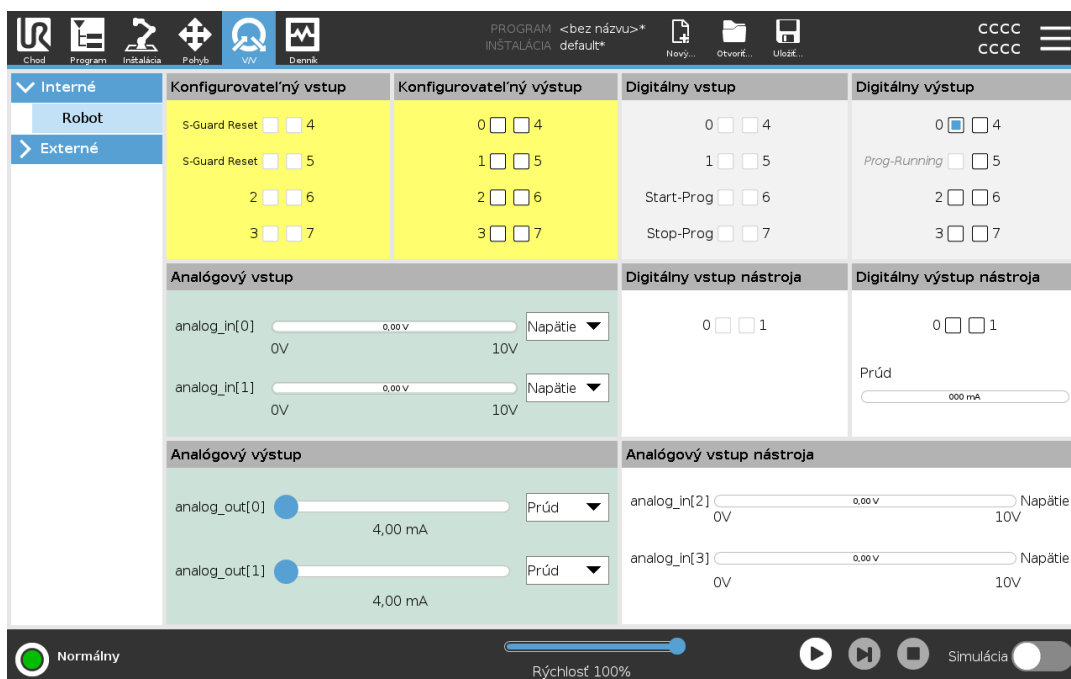 PROGRAM <bez názvu>*
INŠTALÁCIA default*
CCCC
CCCC
UR
Chod Program Inštalácia Pohyb V/V Denník Nový... Otvoriť... Uložiť...
Interné
Robot
Externé
Konfigurovateľný vstup Konfigurovateľný výstup Digitálny vstup Digitálny výstup
S-Guard Reset 4 0 4 0 4 0 4
S-Guard Reset 5 1 5 1 5 Prog-Running 5
2 6 2 6 Start-Prog 6 2 6
3 7 3 7 Stop-Prog 7 3 7
Analógový vstup Digitálny vstup nástroja Digitálny výstup nástroja
analog_in[0] 0,00 V Napätie
0V 10V
analog_in[1] 0,00 V Napätie
0V 10V
0 1
0 1
Prúd
000 mA
Analógový výstup Analógový vstup nástroja
analog_out[0] Prúd
4,00 mA
analog_out[1] Prúd
4,00 mA
analog_in[2] 0,00 V Napätie
0V 10V
analog_in[3] 0,00 V Napätie
0V 10V
Normálny
Rýchlosť 100%
Simulácia